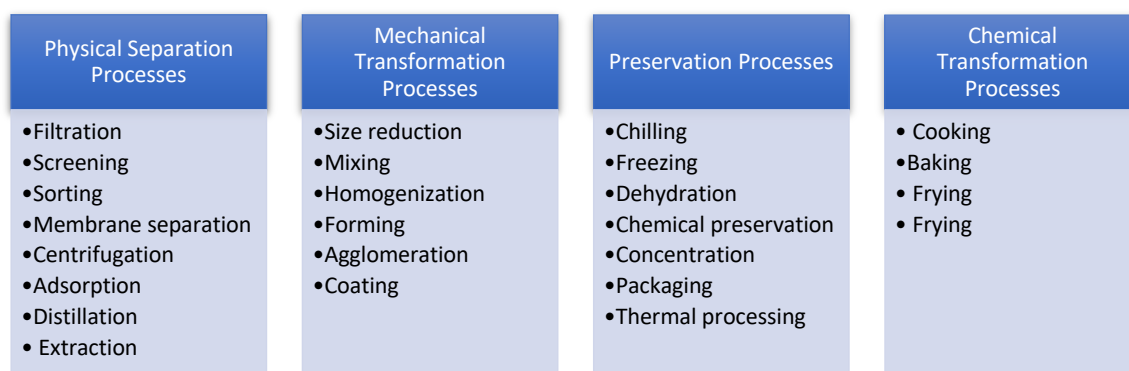 Physical Separation
Processes
•Filtration
•Screening
•Sorting
•Membrane separation
•Centrifugation
•Adsorption
•Distillation
• Extraction
Mechanical
Transformation
Processes
•Size reduction
•Mixing
•Homogenization
•Forming
•Agglomeration
•Coating
Preservation Processes
•Chilling
•Freezing
•Dehydration
•Chemical preservation
•Concentration
•Packaging
•Thermal processing
Chemical
Transformation
Processes
• Cooking
•Baking
• Frying
• Frying